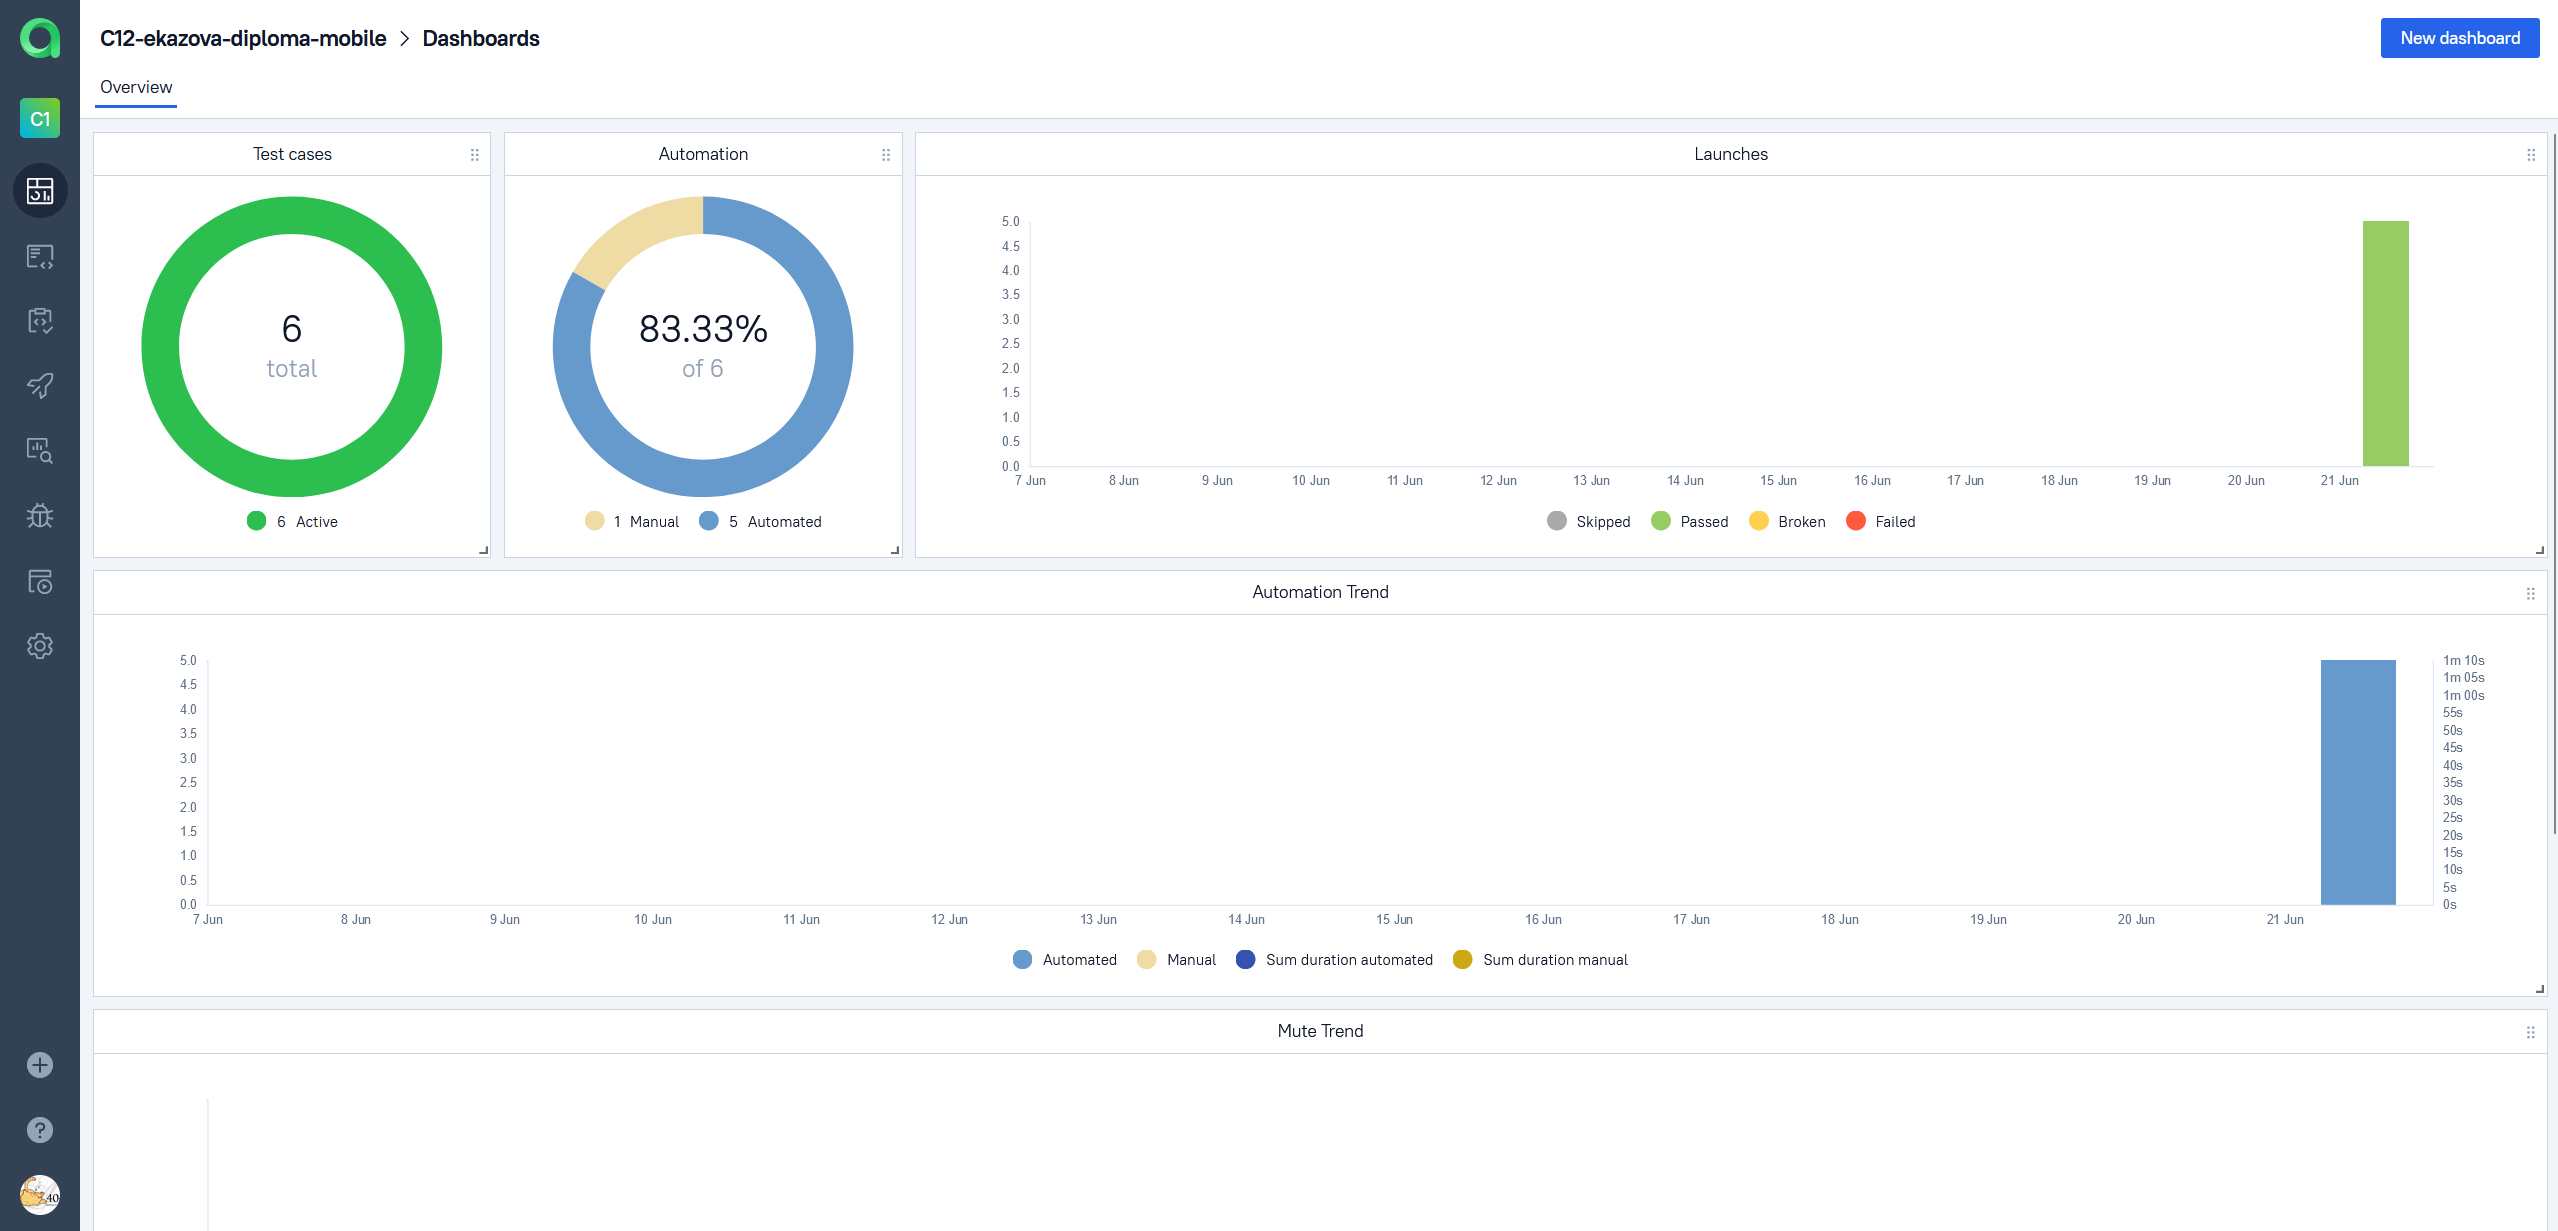 C12-ekazova-diploma-mobile > Dashboards
New dashboard
Overview
C1
Test cases
6
total
6 Active
Automation
83.33%
of 6
1 Manual 5 Automated
Launches
5.0
4.5
4.0
3.5
3.0
2.5
2.0
1.5
1.0
0.5
0.0
7 Jun 8 Jun 9 Jun 10 Jun 11 Jun 12 Jun 13 Jun 14 Jun 15 Jun 16 Jun 17 Jun 18 Jun 19 Jun 20 Jun 21 Jun
Skipped Passed Broken Failed
Automation Trend
5.0
4.5
4.0
3.5
3.0
2.5
2.0
1.5
1.0
0.5
0.0
1m 10s
1m 05s
1m 00s
55s
50s
45s
40s
35s
30s
25s
20s
15s
10s
5s
0s
7 Jun 8 Jun 9 Jun 10 Jun 11 Jun 12 Jun 13 Jun 14 Jun 15 Jun 16 Jun 17 Jun 18 Jun 19 Jun 20 Jun 21 Jun
Automated Manual Sum duration automated Sum duration manual
Mute Trend
?
40